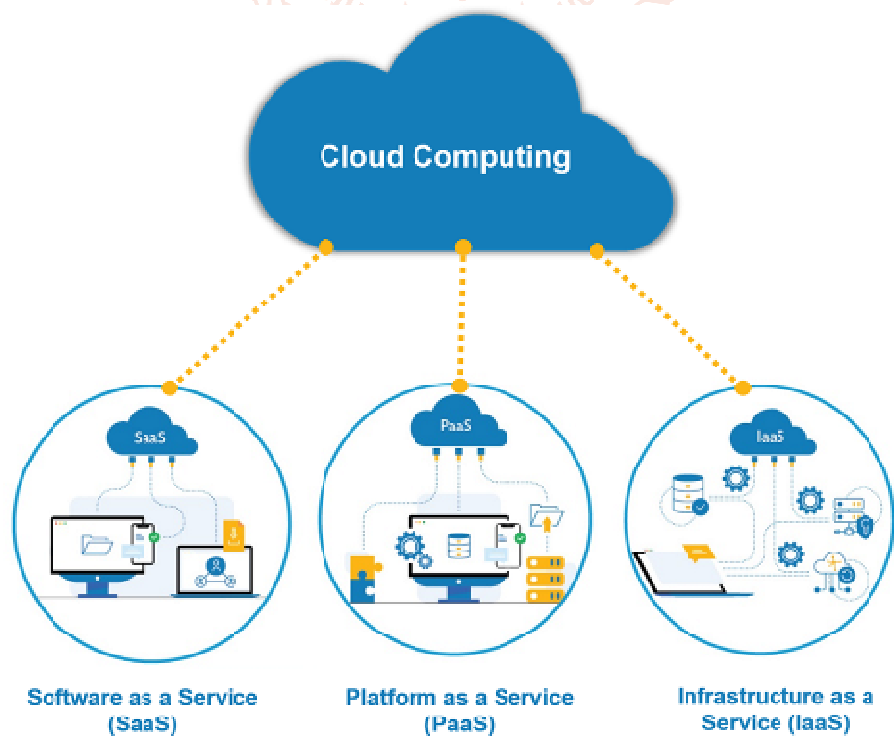 Cloud Computing
SaaS
PaaS
IaaS
Software as a Service
(SaaS)
Platform as a Service
(PaaS)
Infrastructure as a
Service (IaaS)